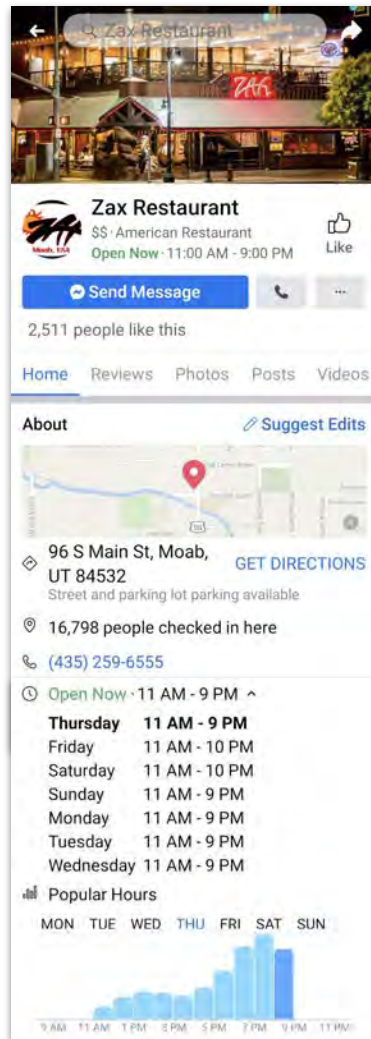 Zax Restaurant
ZAX
Zax
Moab, USA
Zax Restaurant
$$ · American Restaurant
Open Now · 11:00 AM - 9:00 PM
Like
Send Message
2,511 people like this
Home Reviews Photos Posts Videos
About
Suggest Edits
96 S Main St, Moab,
UT 84532
GET DIRECTIONS
Street and parking lot parking available
16,798 people checked in here
(435) 259-6555
Open Now · 11 AM - 9 PM
Thursday 11 AM - 9 PM
Friday 11 AM - 10 PM
Saturday 11 AM - 10 PM
Sunday 11 AM - 9 PM
Monday 11 AM - 9 PM
Tuesday 11 AM - 9 PM
Wednesday 11 AM - 9 PM
Popular Hours
MON TUE WED THU FRI SAT SUN
9 AM 11 AM 1 PM 3 PM 5 PM 7 PM 9 PM 11 PM